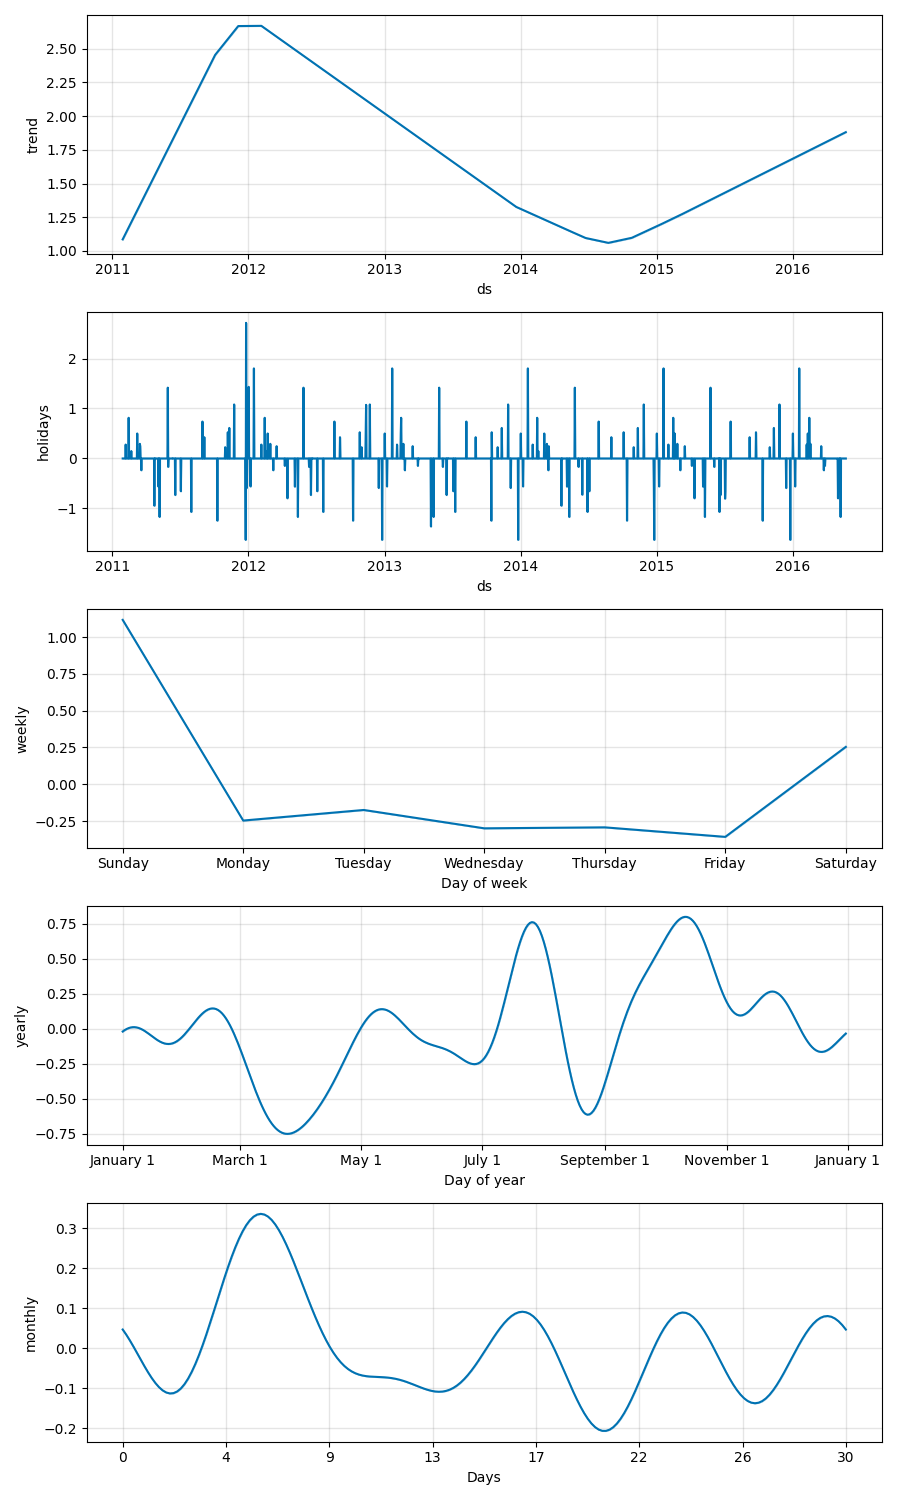 trend
2.50
2.25
2.00
1.75
1.50
1.25
1.00
2011 2012 2013 2014 2015 2016
ds
holidays
2
1
0
−1
2011 2012 2013 2014 2015 2016
ds
weekly
1.00
0.75
0.50
0.25
0.00
−0.25
Sunday Monday Tuesday Wednesday Thursday Friday Saturday
Day of week
yearly
0.75
0.50
0.25
0.00
−0.25
−0.50
−0.75
January 1 March 1 May 1 July 1 September 1 November 1 January 1
Day of year
monthly
0.3
0.2
0.1
0.0
−0.1
−0.2
0 4 9 13 17 22 26 30
Days